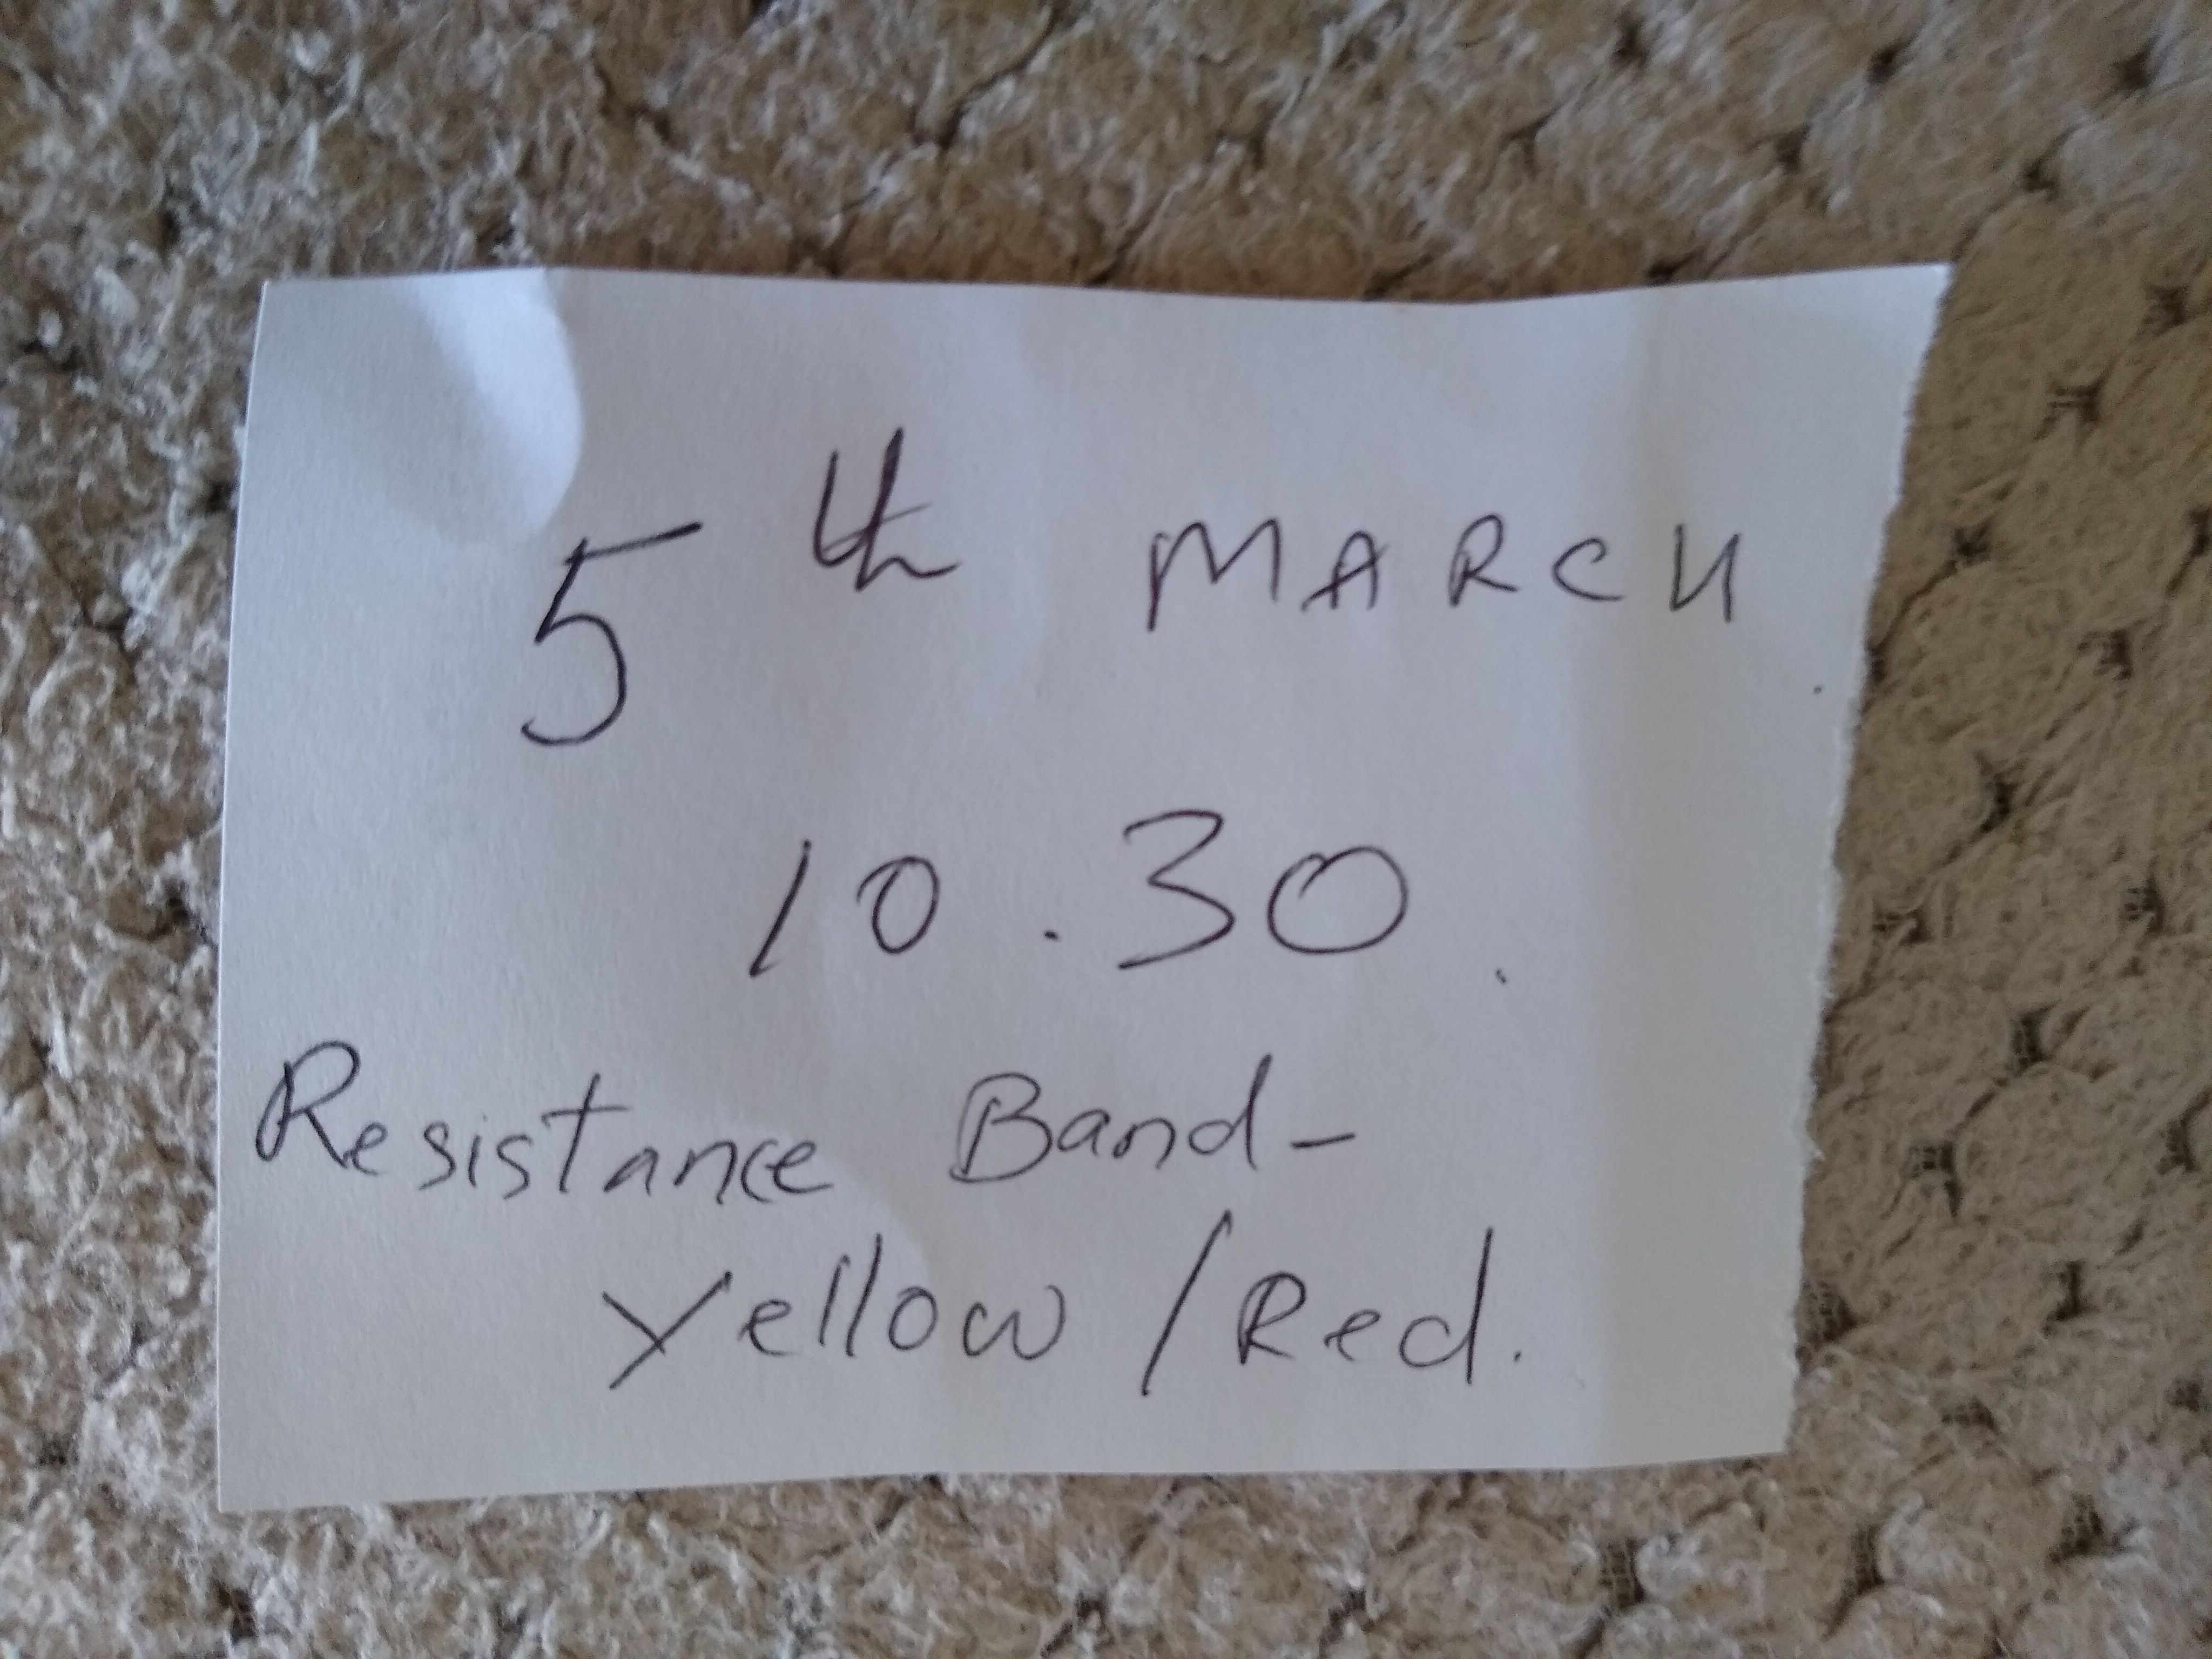 5th MARCH
10.30.
Resistance Band-
Yellow/Red.